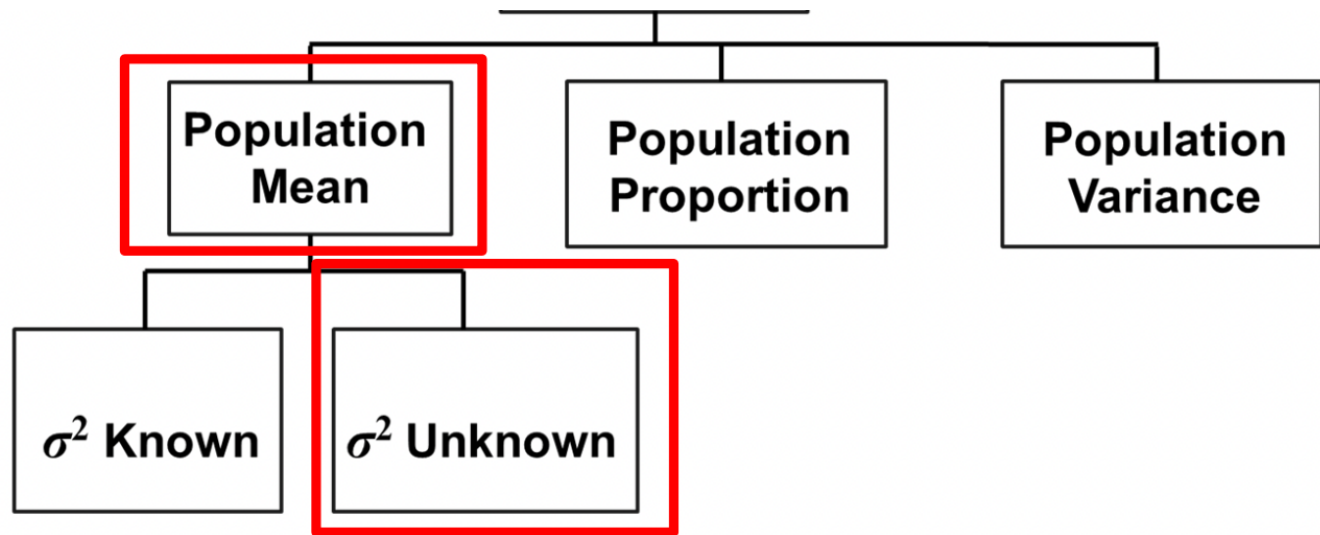 Population
Mean
Population
Proportion
Population
Variance
σ² Known
σ² Unknown